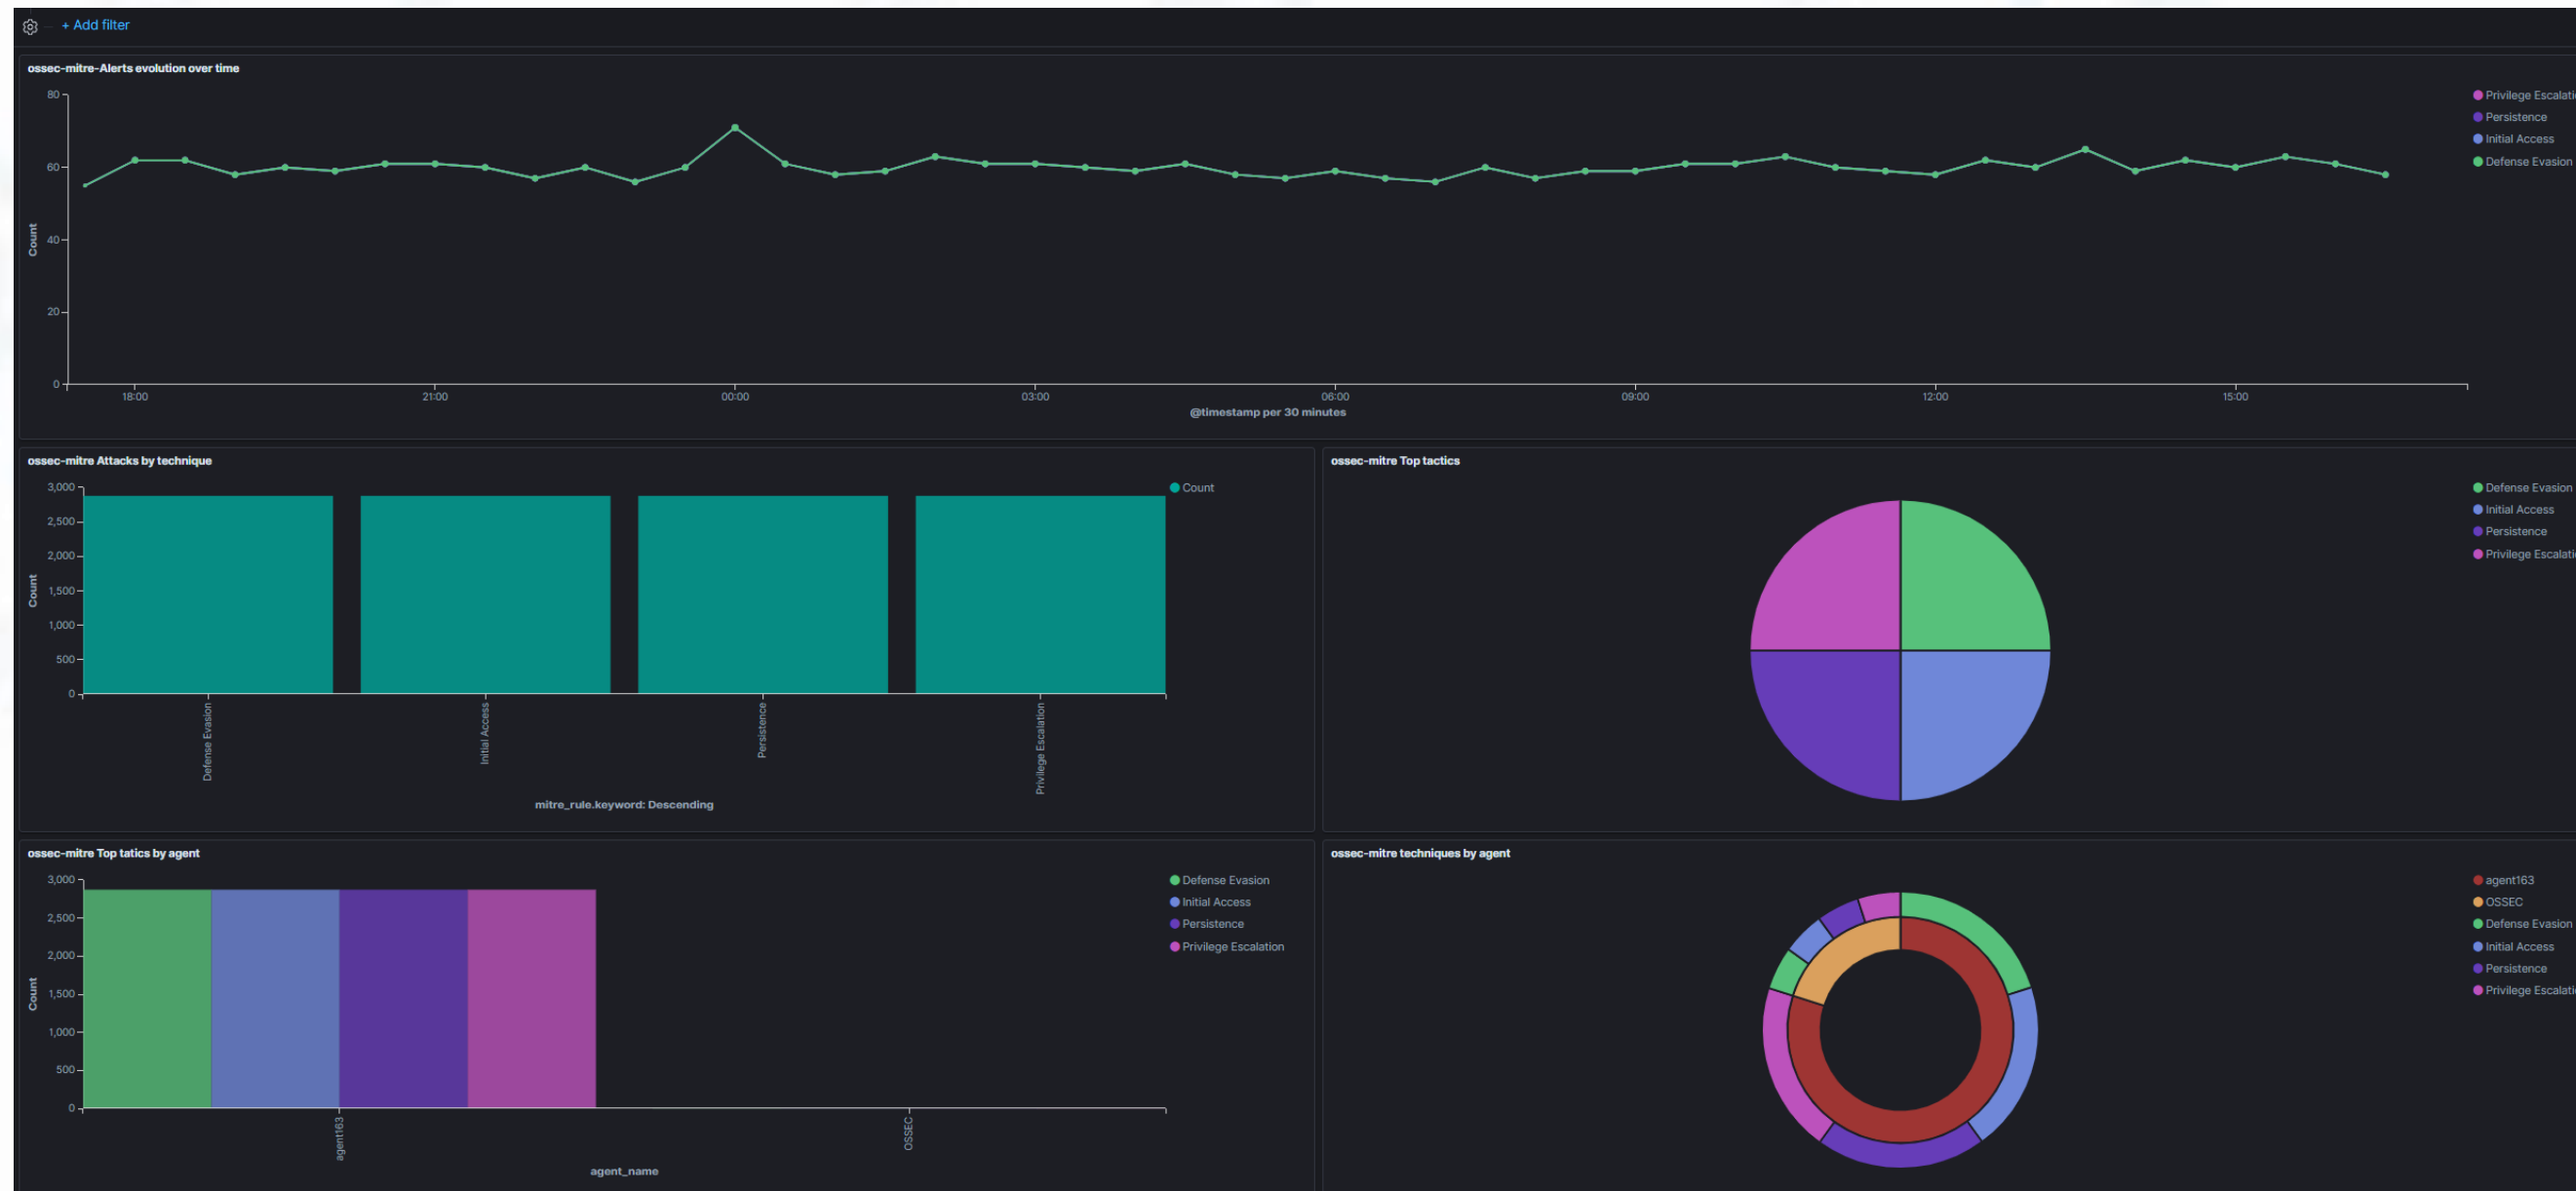 + Add filter
ossec-mitre-Alerts evolution over time
80
60
40
20
0
Count
18:00
21:00
00:00
03:00
06:00
09:00
12:00
15:00
@timestamp per 30 minutes
Privilege Escalati
Persistence
Initial Access
Defense Evasion
ossec-mitre Attacks by technique
3,000
2,500
2,000
1,500
1,000
500
0
Count
Defense Evasion
Initial Access
Persistence
Privilege Escalation
mitre_rule.keyword: Descending
Count
ossec-mitre Top tactics
Defense Evasion
Initial Access
Persistence
Privilege Escalati
ossec-mitre Top tatics by agent
3,000
2,500
2,000
1,500
1,000
500
0
Count
agent163
OSSEC
agent_name
Defense Evasion
Initial Access
Persistence
Privilege Escalation
ossec-mitre techniques by agent
agent163
OSSEC
Defense Evasion
Initial Access
Persistence
Privilege Escalati